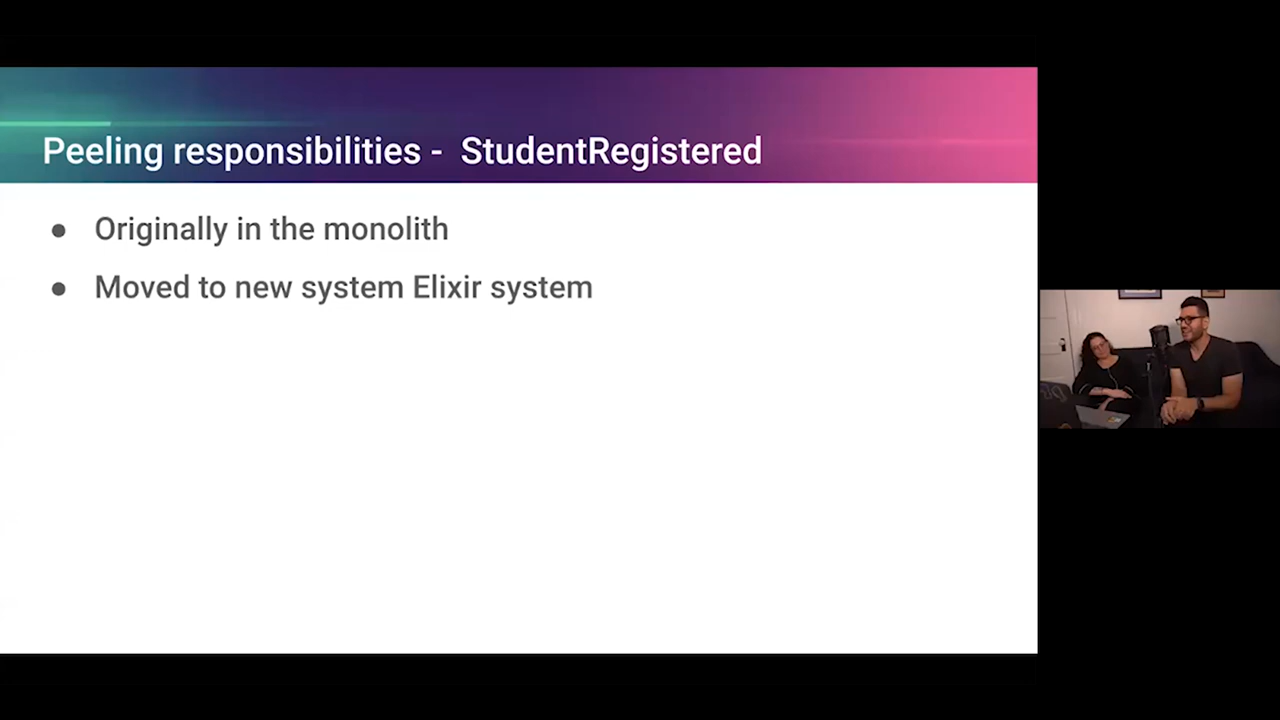 Peeling responsibilities - StudentRegistered
● Originally in the monolith
● Moved to new system Elixir system